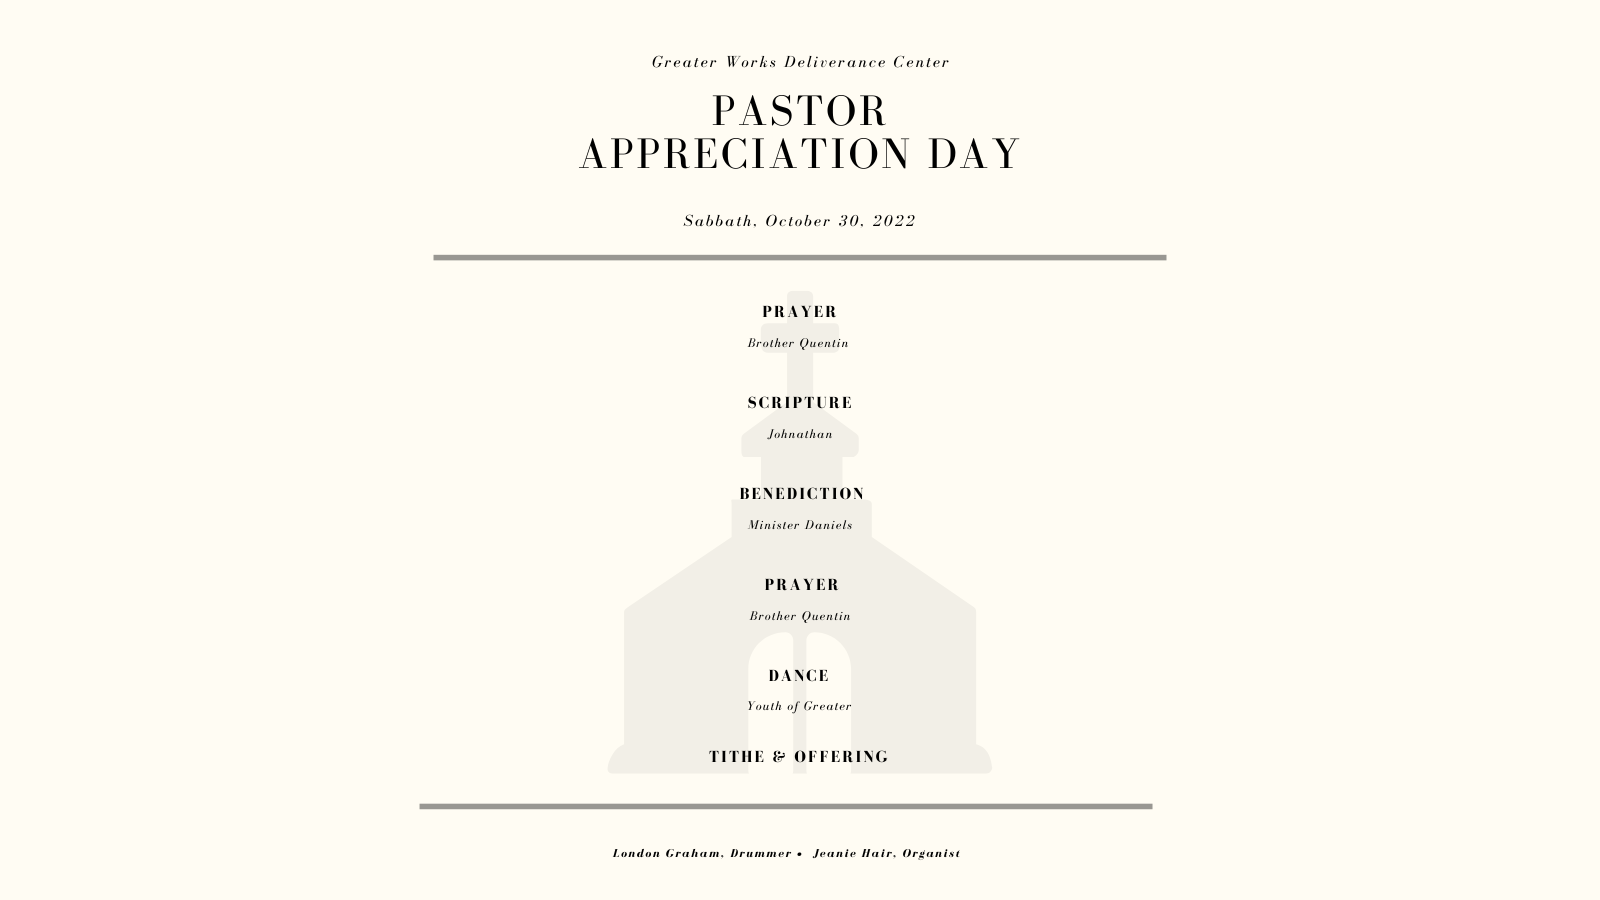 Greater Works Deliverance Center
PASTOR
APPRECIATION DAY
Sabbath, October 30, 2022
PRAYER
Brother Quentin
SCRIPTURE
Johnathan
BENEDICTION
Minister Daniels
PRAYER
Brother Quentin
DANCE
Youth of Greater
TITHE & OFFERING
London Graham, Drummer • Jeanie Hair, Organist